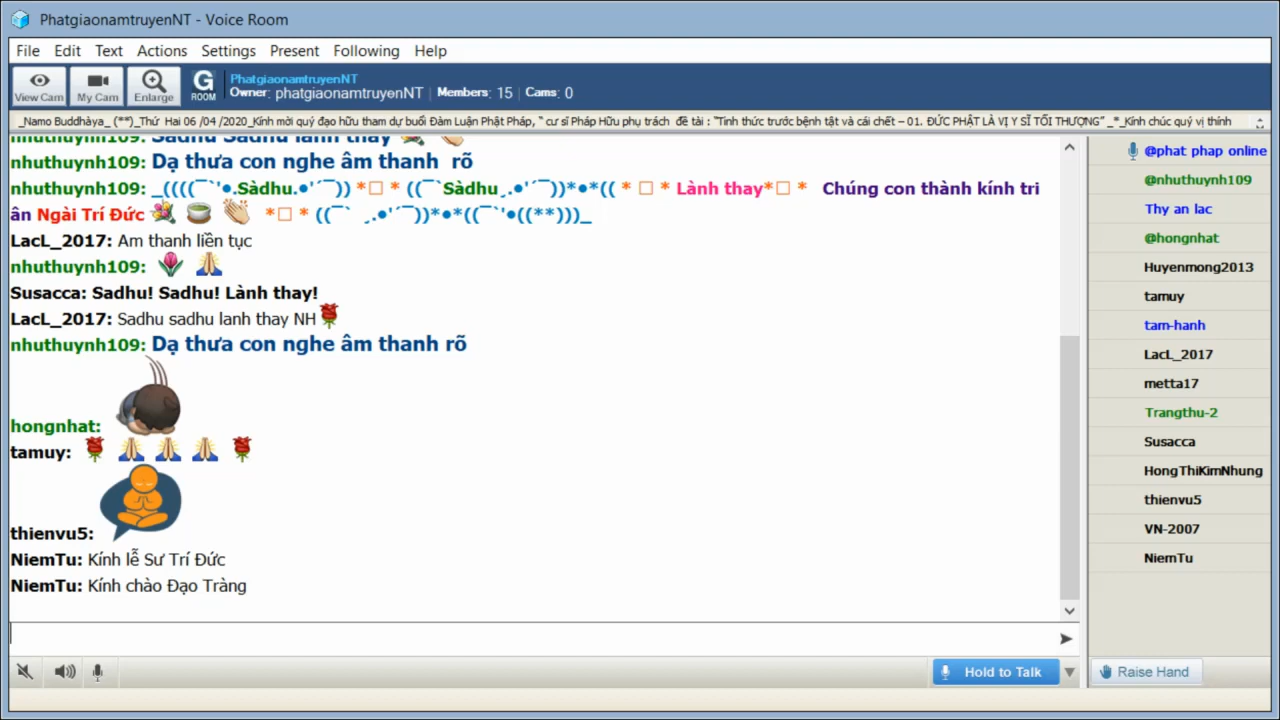 PhatgiaonamtruyenNT - Voice Room
File Edit Text Actions Settings Present Following Help
View Cam My Cam Enlarge G ROOM
PhatgiaonamtruyenNT
Owner: phatgiaonamtruyenNT | Members: 15 | Cams: 0
_Namo Buddhàya_ (**)_Thứ Hai 06 /04 /2020_Kính mời quý đạo hữu tham dự buổi Đàm Luận Phật Pháp, “ cư sĩ Pháp Hữu phụ trách đề tài : "Tỉnh thức trước bệnh tật và cái chết – 01. ĐỨC PHẬT LÀ VỊ Y SĨ TỐI THƯỢNG” _*_Kính chúc quý vị thính
nhuthuynh109: Sadhu Sadhu lành thay
nhuthuynh109: Dạ thưa con nghe âm thanh rõ
nhuthuynh109: _((((¯`'●.Sàdhu.●'´¯)) *□ * ((¯`Sàdhu¸.●'´¯))*●*(( * □ * Lành thay*□ * Chúng con thành kính tri
ân Ngài Trí Đức *□ * ((¯` ¸.●'´¯))*●*((¯`'●((**)))_
LacL_2017: Am thanh liền tục
nhuthuynh109:
Susacca: Sadhu! Sadhu! Lành thay!
LacL_2017: Sadhu sadhu lanh thay NH
nhuthuynh109: Dạ thưa con nghe âm thanh rõ
hongnhat:
tamuy:
thienvu5:
NiemTu: Kính lễ Sư Trí Đức
NiemTu: Kính chào Đạo Tràng
@phat phap online
@nhuthuynh109
Thy an lac
@hongnhat
Huyenmong2013
tamuy
tam-hanh
LacL_2017
metta17
Trangthu-2
Susacca
HongThiKimNhung
thienvu5
VN-2007
NiemTu
Hold to Talk
Raise Hand